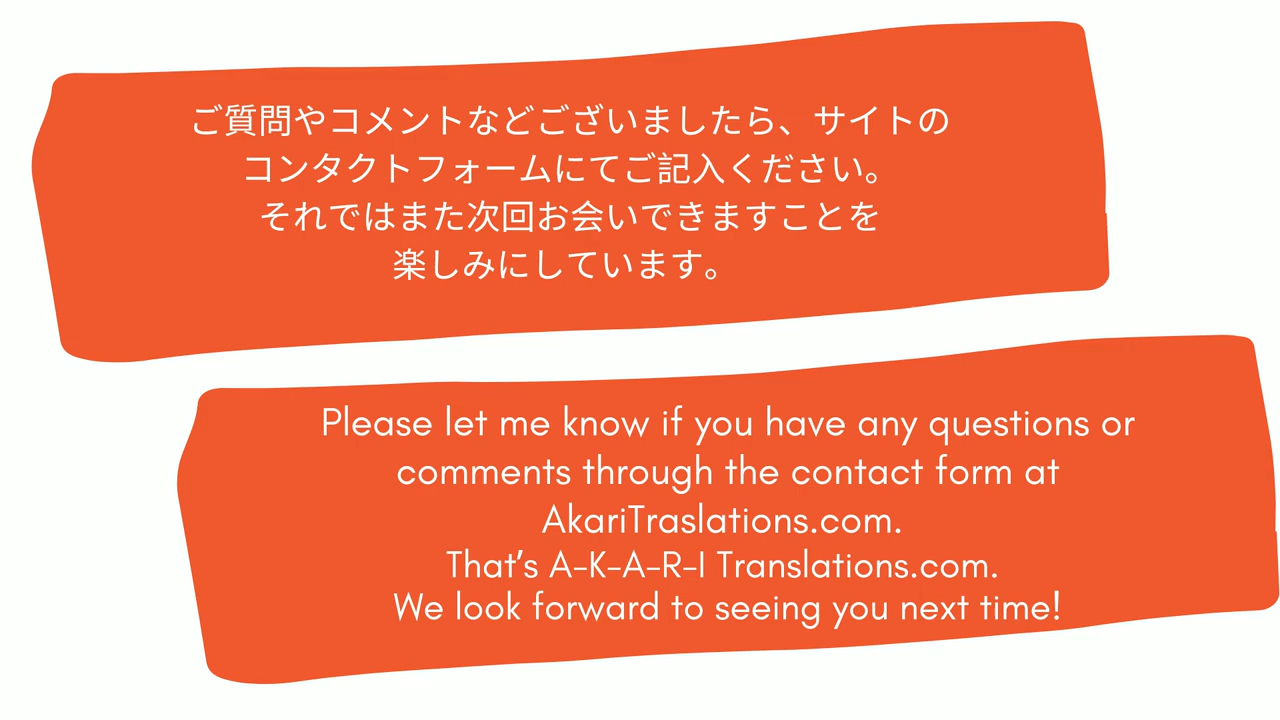 ご質問やコメントなどございましたら、サイトの
コンタクトフォームにてご記入ください。
それではまた次回お会いできますことを
楽しみにしています。
Please let me know if you have any questions or
comments through the contact form at
AkariTraslations.com.
That's A-K-A-R-I Translations.com.
We look forward to seeing you next time!